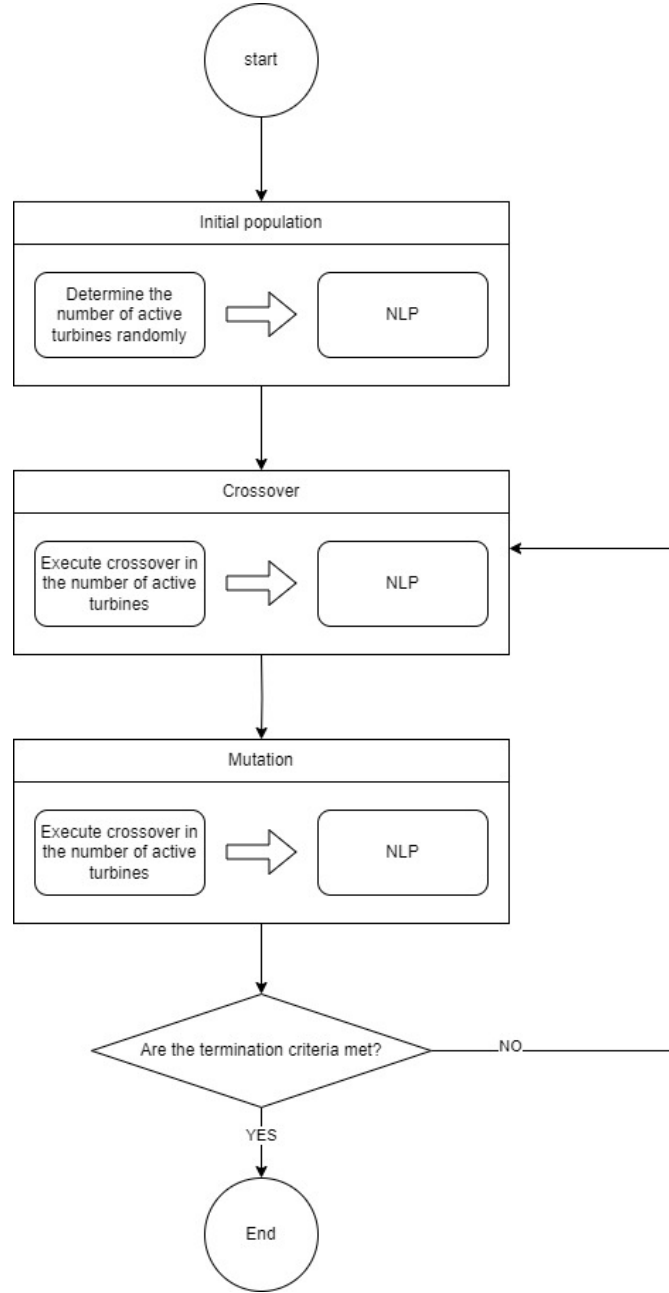 start
Initial population
Determine the
number of active
turbines randomly
NLP
Crossover
Execute crossover in
the number of active
turbines
NLP
Mutation
Execute crossover in
the number of active
turbines
NLP
Are the termination criteria met?
NO
YES
End